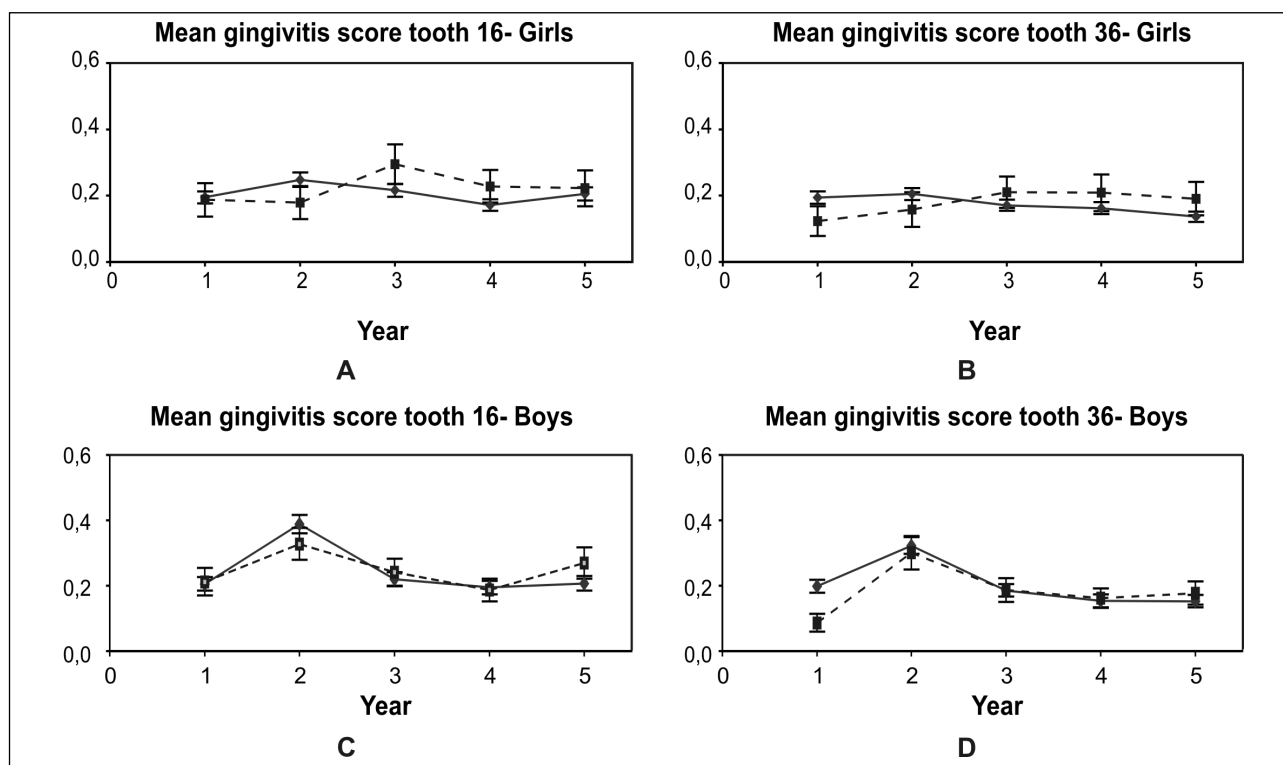 Mean gingivitis score tooth 16- Girls
0,6
0,4
0,2
0,0
0 1 2 3 4 5
Year
A
Mean gingivitis score tooth 36- Girls
0,6
0,4
0,2
0,0
0 1 2 3 4 5
Year
B
Mean gingivitis score tooth 16- Boys
0,6
0,4
0,2
0,0
0 1 2 3 4 5
Year
C
Mean gingivitis score tooth 36- Boys
0,6
0,4
0,2
0,0
0 1 2 3 4 5
Year
D